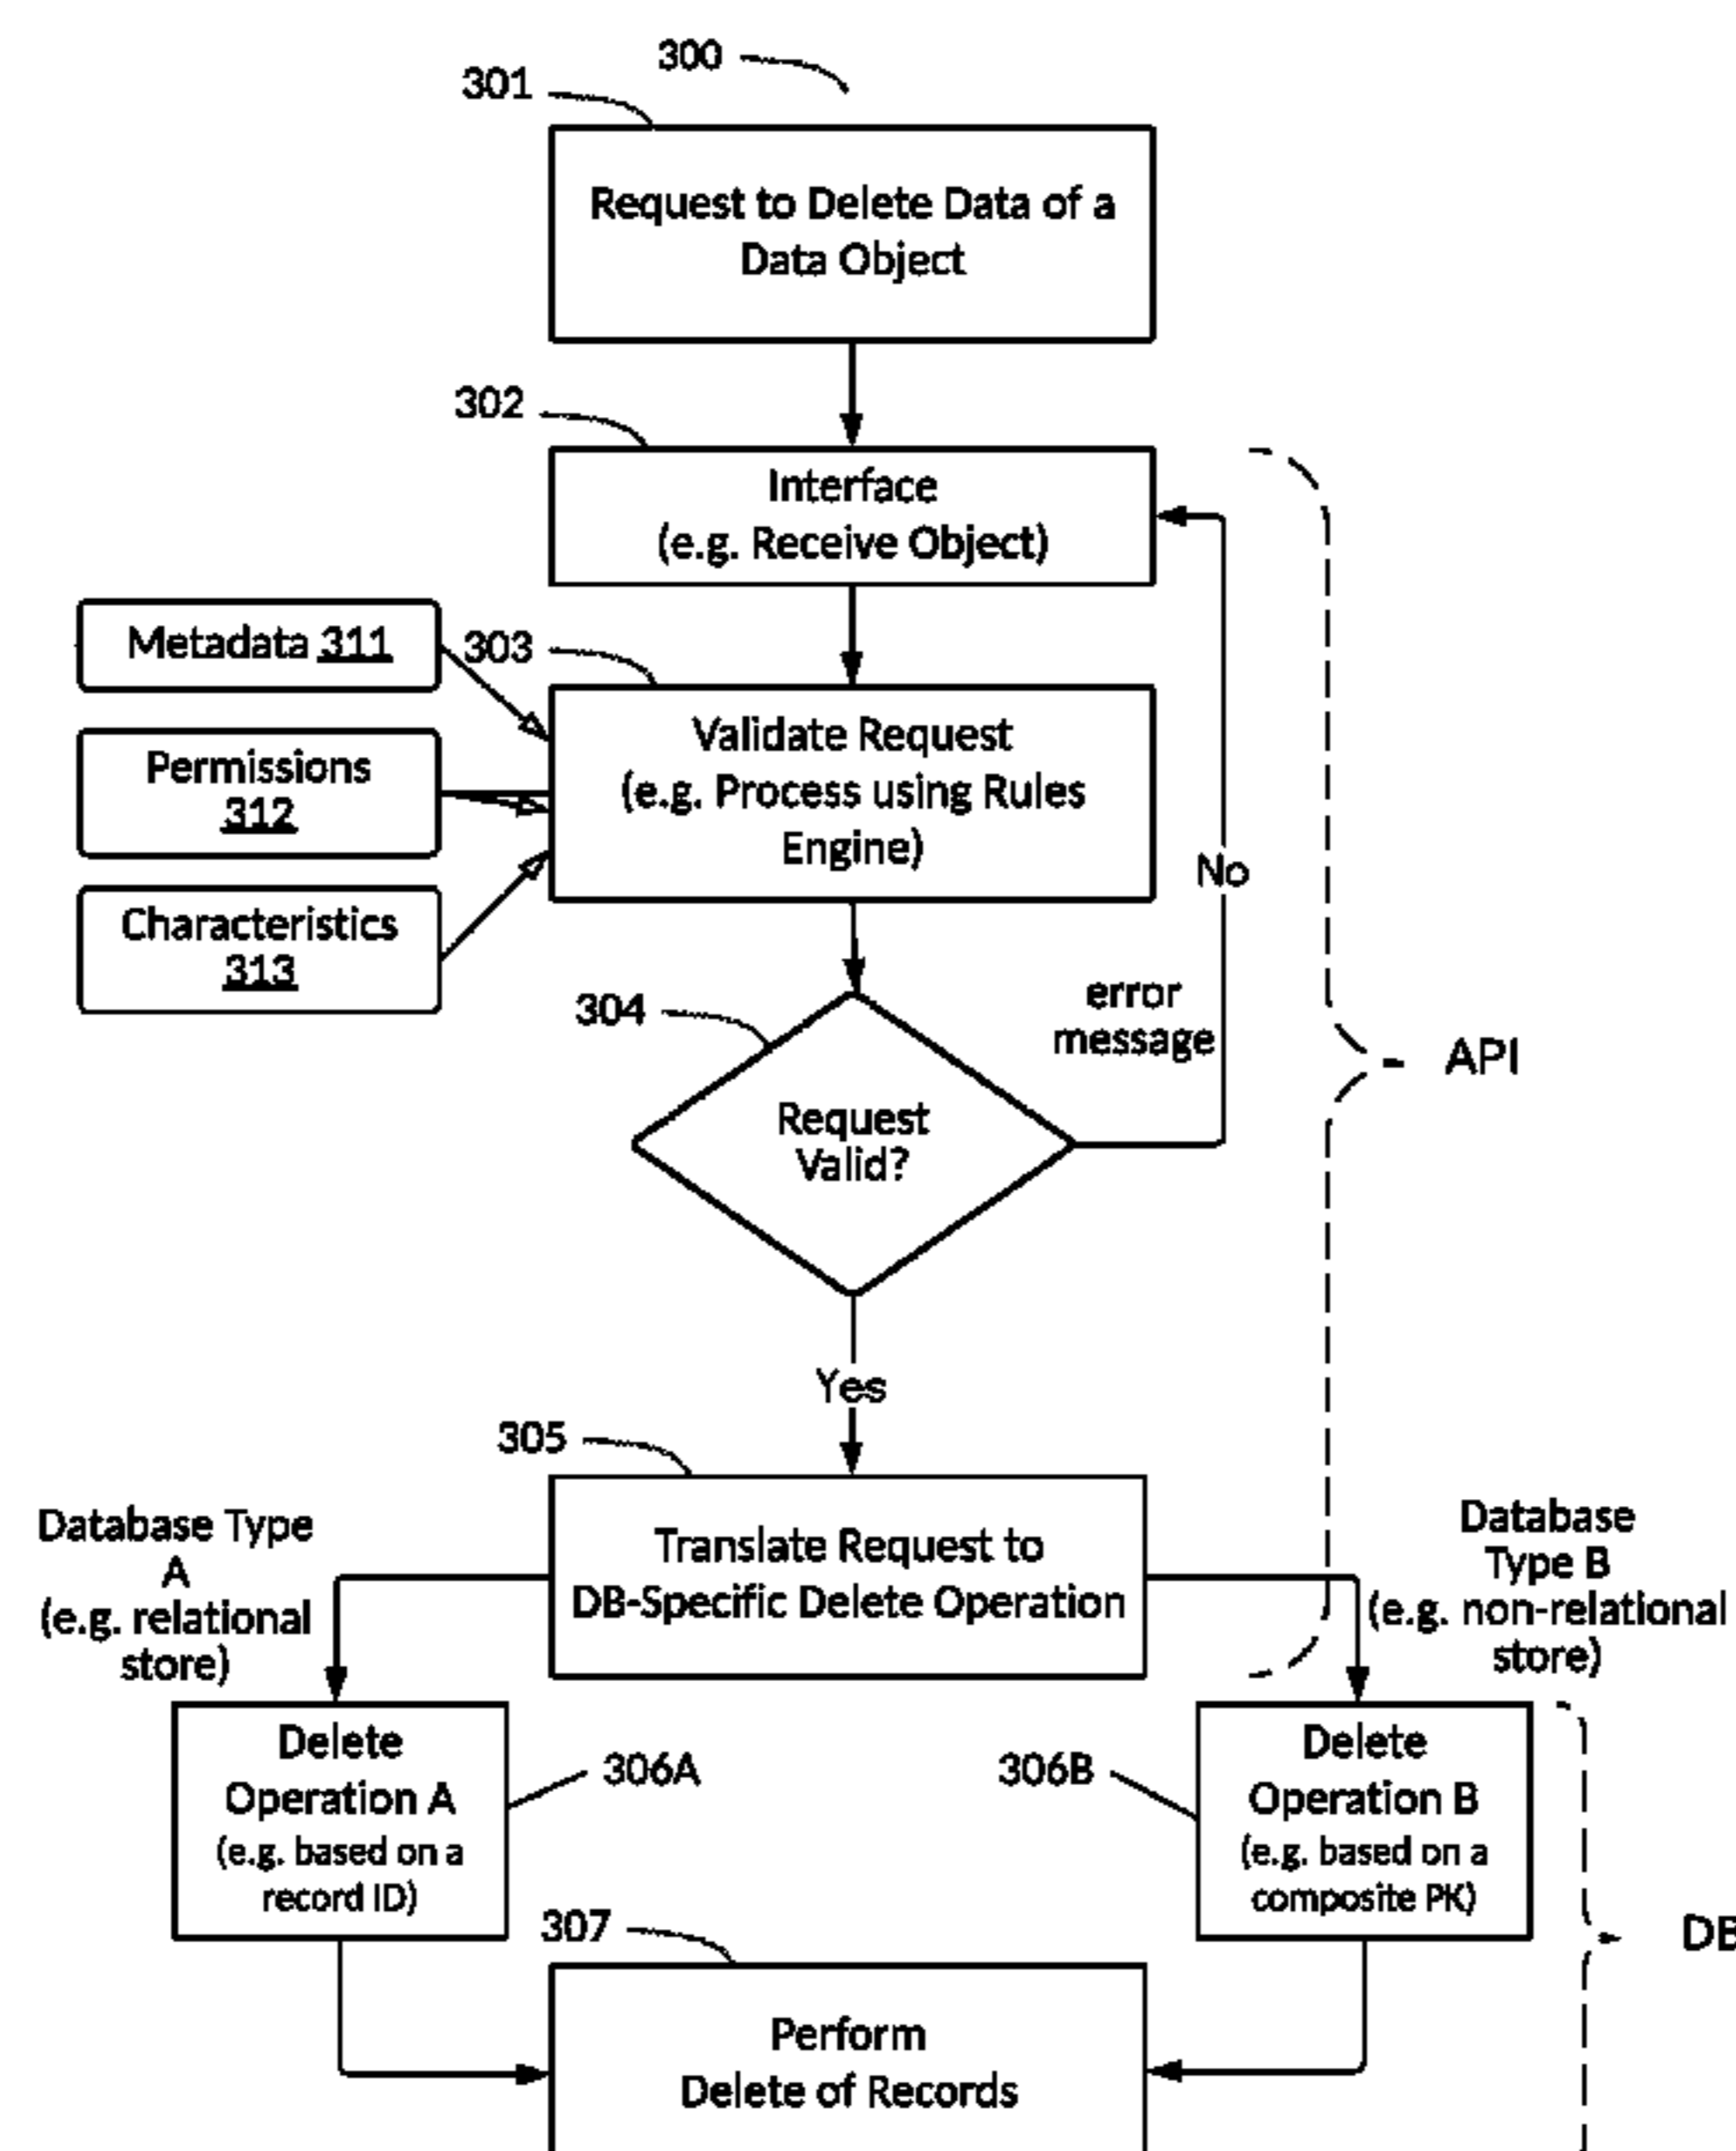 300
301
Request to Delete Data of a
Data Object
302
Interface
(e.g. Receive Object)
Metadata 311
303
Permissions
312
Validate Request
(e.g. Process using Rules
Engine)
Characteristics
313
No
304
error
message
Request
Valid?
API
Yes
305
Database Type
A
(e.g. relational
store)
Translate Request to
DB-Specific Delete Operation
Database
Type B
(e.g. non-relational
store)
Delete
Operation A
(e.g. based on a
record ID)
306A
306B
Delete
Operation B
(e.g. based on a
composite PK)
307
DB
Perform
Delete of Records